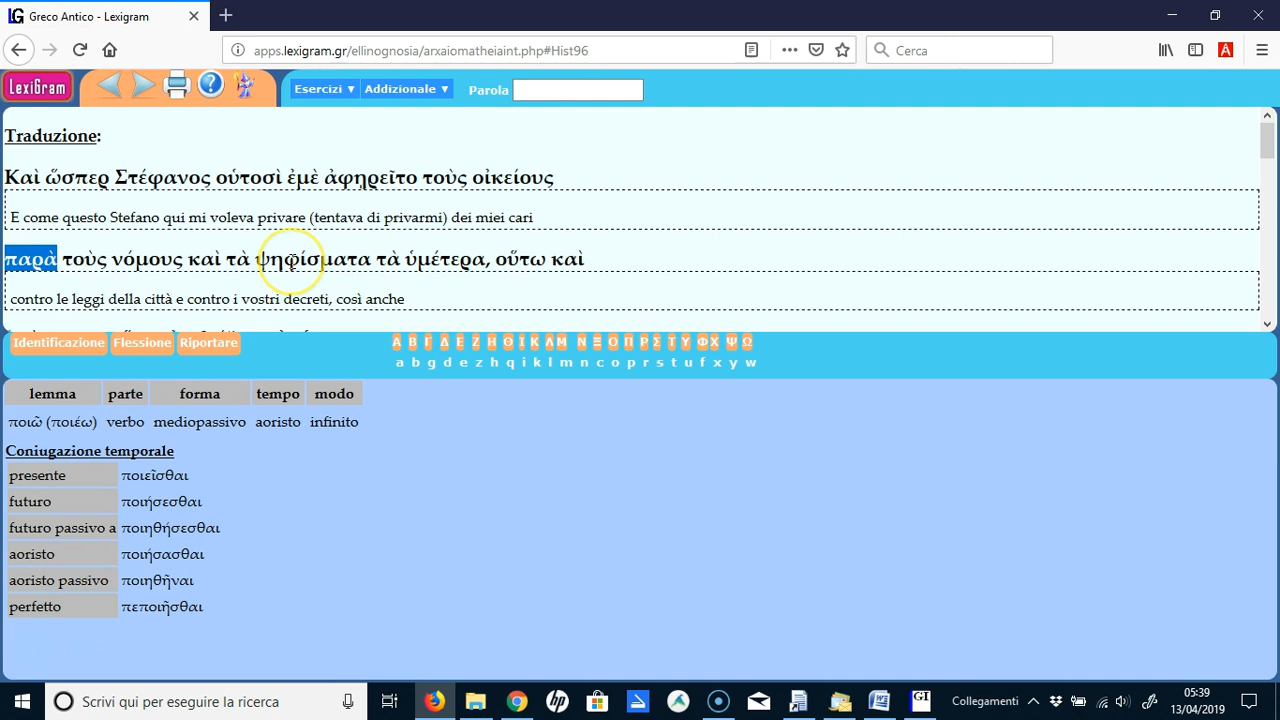 Greco Antico - Lexigram
apps.lexigram.gr/ellinognosia/arxaiomatheiaint.php#Hist96
Cerca
LexiGram
Esercizi ▼ Addizionale ▼ Parola
Traduzione:
Καὶ ὥσπερ Στέφανος οὑτοσὶ ἐμὲ ἀφῃρεῖτο τοὺς οἰκείους
E come questo Stefano qui mi voleva privare (tentava di privarmi) dei miei cari
παρὰ τοὺς νόμους καὶ τὰ ψηφίσματα τὰ ὑμέτερα, οὕτω καὶ
contro le leggi della città e contro i vostri decreti, così anche
Identificazione Flessione Riportare
Α Β Γ Δ Ε Ζ Η Θ Ι Κ Λ Μ Ν Ξ Ο Π Ρ Σ Τ Υ Φ Χ Ψ Ω
a b g d e z h q i k l m n c o p r s t u f x y w
lemma parte forma tempo modo
ποιῶ (ποιέω) verbo mediopassivo aoristo infinito
Coniugazione temporale
presente ποιεῖσθαι
futuro ποιήσεσθαι
futuro passivo a ποιηθήσεσθαι
aoristo ποιήσασθαι
aoristo passivo ποιηθῆναι
perfetto πεποιῆσθαι
Scrivi qui per eseguire la ricerca
Collegamenti
05:39
13/04/2019